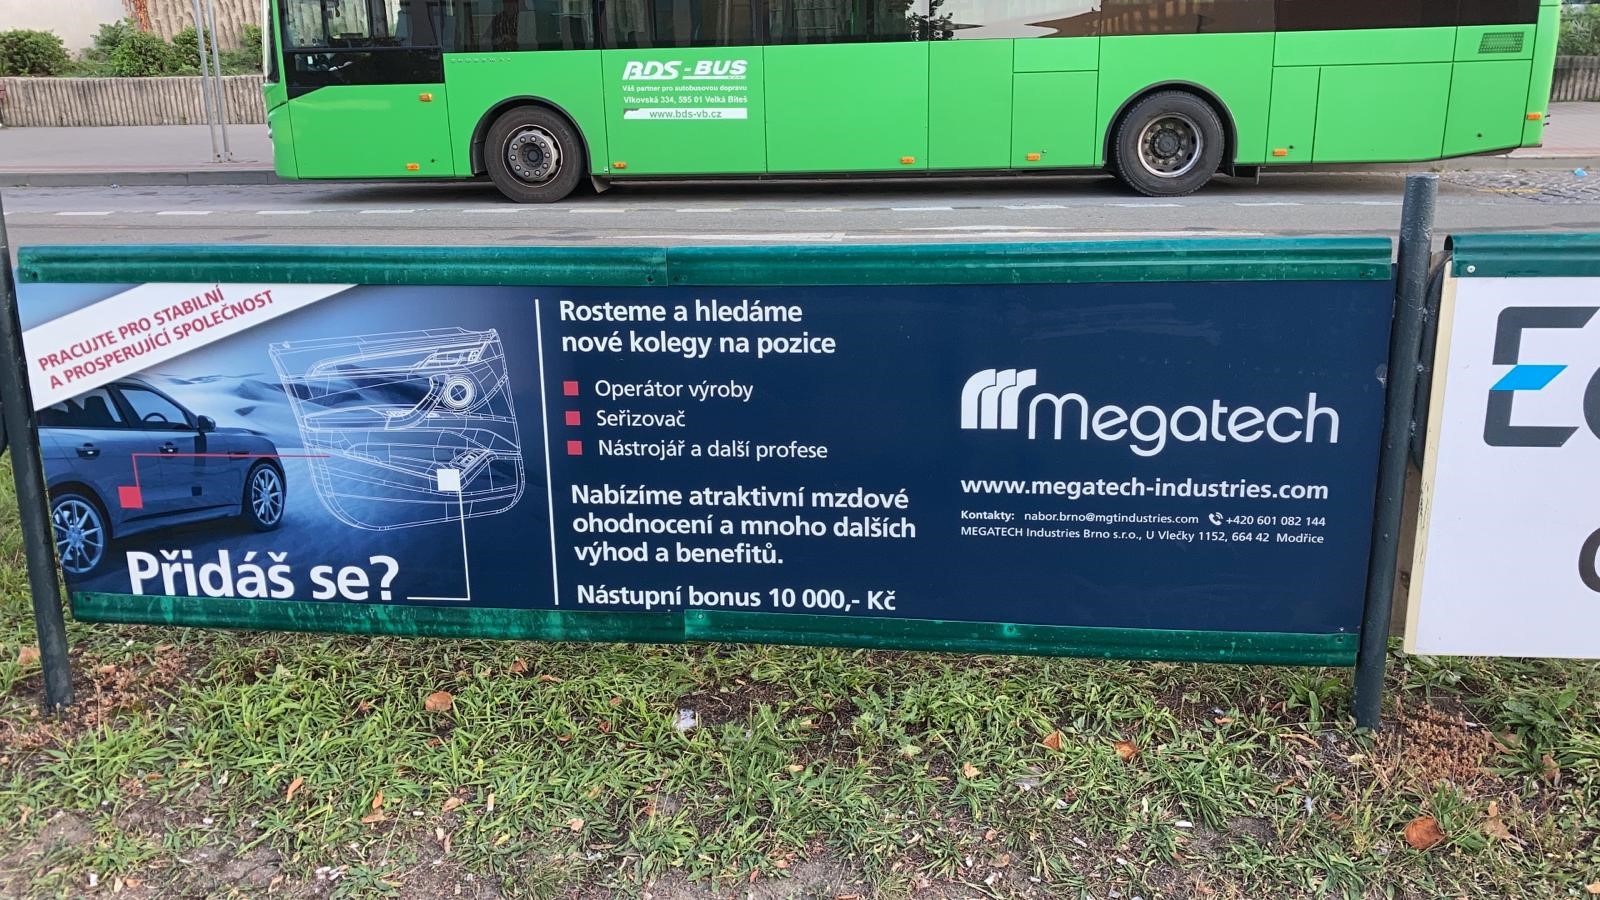 BDS - BUS
Váš partner pro autobusovou dopravu
Vlkovská 334, 595 01 Velká Bíteš
www.bds-vb.cz
PRACUJTE PRO STABILNÍ
A PROSPERUJÍCÍ SPOLEČNOST
Přidáš se?
Rosteme a hledáme
nové kolegy na pozice
Operátor výroby
Seřizovač
Nástrojář a další profese
Nabízíme atraktivní mzdové
ohodnocení a mnoho dalších
výhod a benefitů.
Nástupní bonus 10 000,- Kč
Megatech
www.megatech-industries.com
Kontakty: nabor.brno@mgtindustries.com +420 601 082 144
MEGATECH Industries Brno s.r.o., U Vlečky 1152, 664 42 Modřice